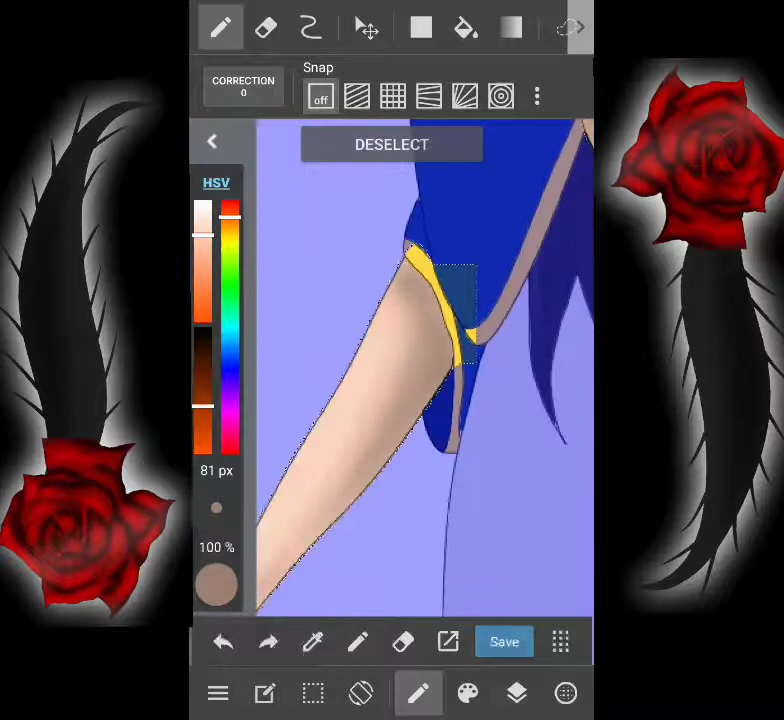 CORRECTION
0
Snap
off
DESELECT
HSV
81 px
100 %
Save